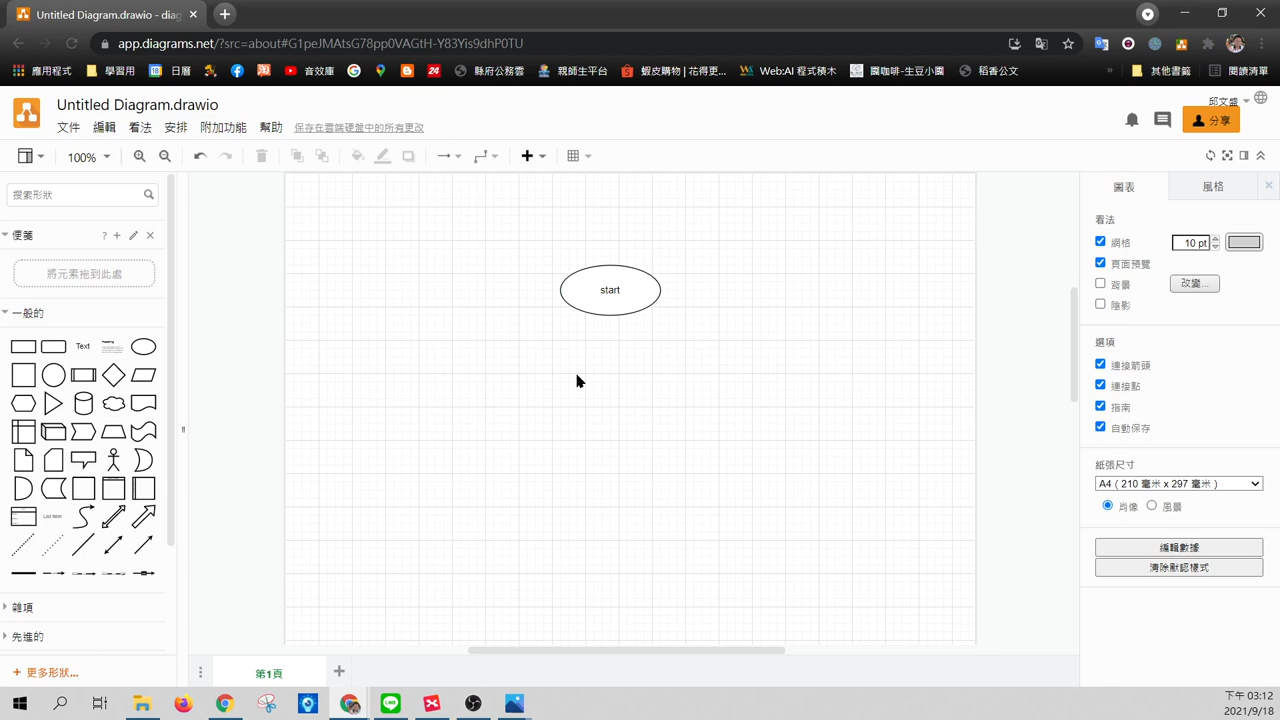 Untitled Diagram.drawio - diag
app.diagrams.net/?src=about#G1peJMAtsG78pp0VAGtH-Y83Yis9dhP0TU
應用程式
學習用
18
日曆
音效庫
24
縣府公務雲
親師生平台
蝦皮購物 | 花得更...
Web:AI 程式積木
國咖啡-生豆小園
稻香公文
»
其他書籤
閱讀清單
Untitled Diagram.drawio
邱文盛
文件
編輯
看法
安排
附加功能
幫助
保存在雲端硬盤中的所有更改
分享
100%
搜索形狀
圖表
風格
便箋
?
將元素拖到此處
一般的
Text
Heading
List Item
雜項
先進的
+ 更多形狀...
start
看法
網格
10 pt
頁面預覽
背景
改變...
陰影
選項
連接箭頭
連接點
指南
自動保存
紙張尺寸
A4 ( 210 毫米 x 297 毫米 )
肖像
風景
編輯數據
清除默認樣式
第1頁
LINE
下午 03:12
2021/9/18